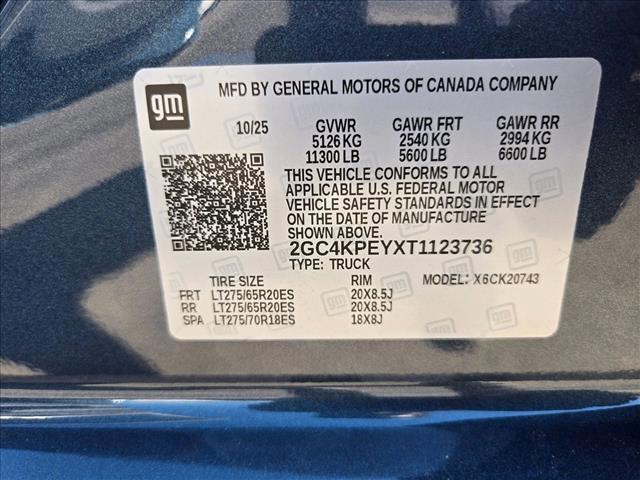 gm
MFD BY GENERAL MOTORS OF CANADA COMPANY
10/25 GVWR GAWR FRT GAWR RR
5126 KG 2540 KG 2994 KG
11300 LB 5600 LB 6600 LB
THIS VEHICLE CONFORMS TO ALL
APPLICABLE U.S. FEDERAL MOTOR
VEHICLE SAFETY STANDARDS IN EFFECT
ON THE DATE OF MANUFACTURE
SHOWN ABOVE.
2GC4KPEYXT1123736
TYPE: TRUCK
TIRE SIZE RIM MODEL: X6CK20743
FRT LT275/65R20ES 20X8.5J
RR LT275/65R20ES 20X8.5J
SPA LT275/70R18ES 18X8J